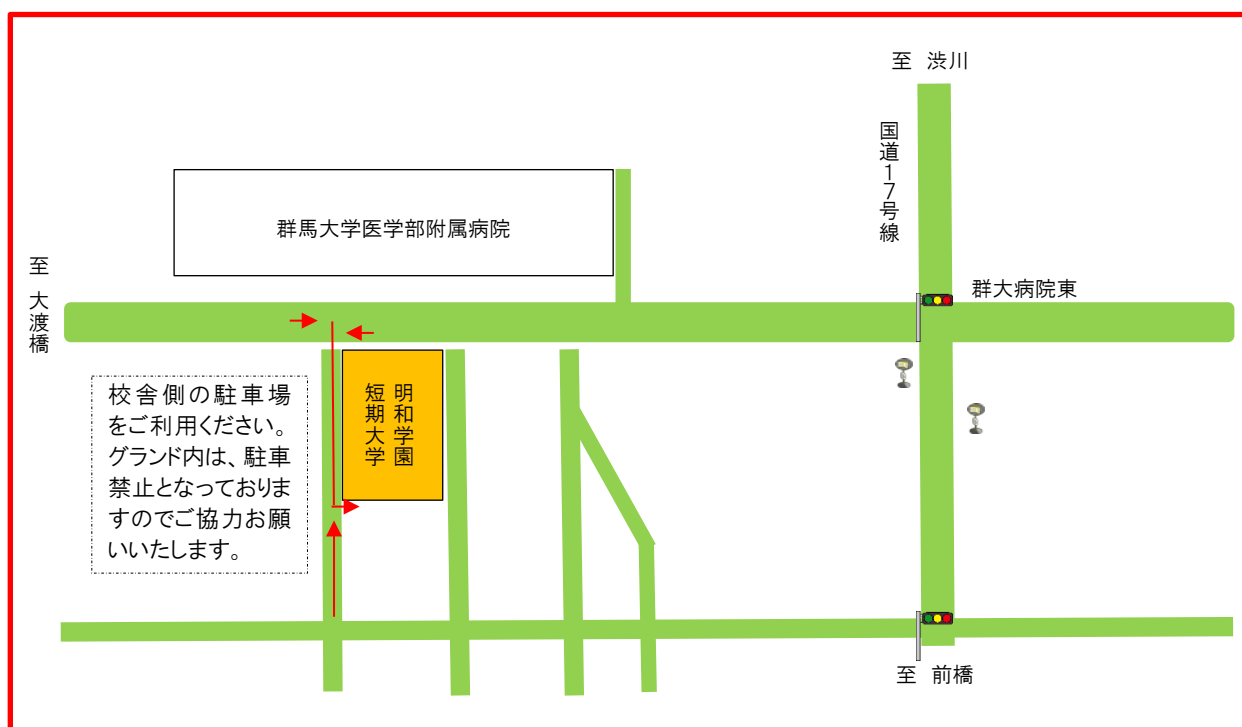 至 渋川
国道17号線
群馬大学医学部附属病院
至 大渡橋
群大病院東
校舎側の駐車場
をご利用ください。
グランド内は、駐車
禁止となっておりま
すのでご協力お願
いいたします。
明和学園
短期大学
至 前橋